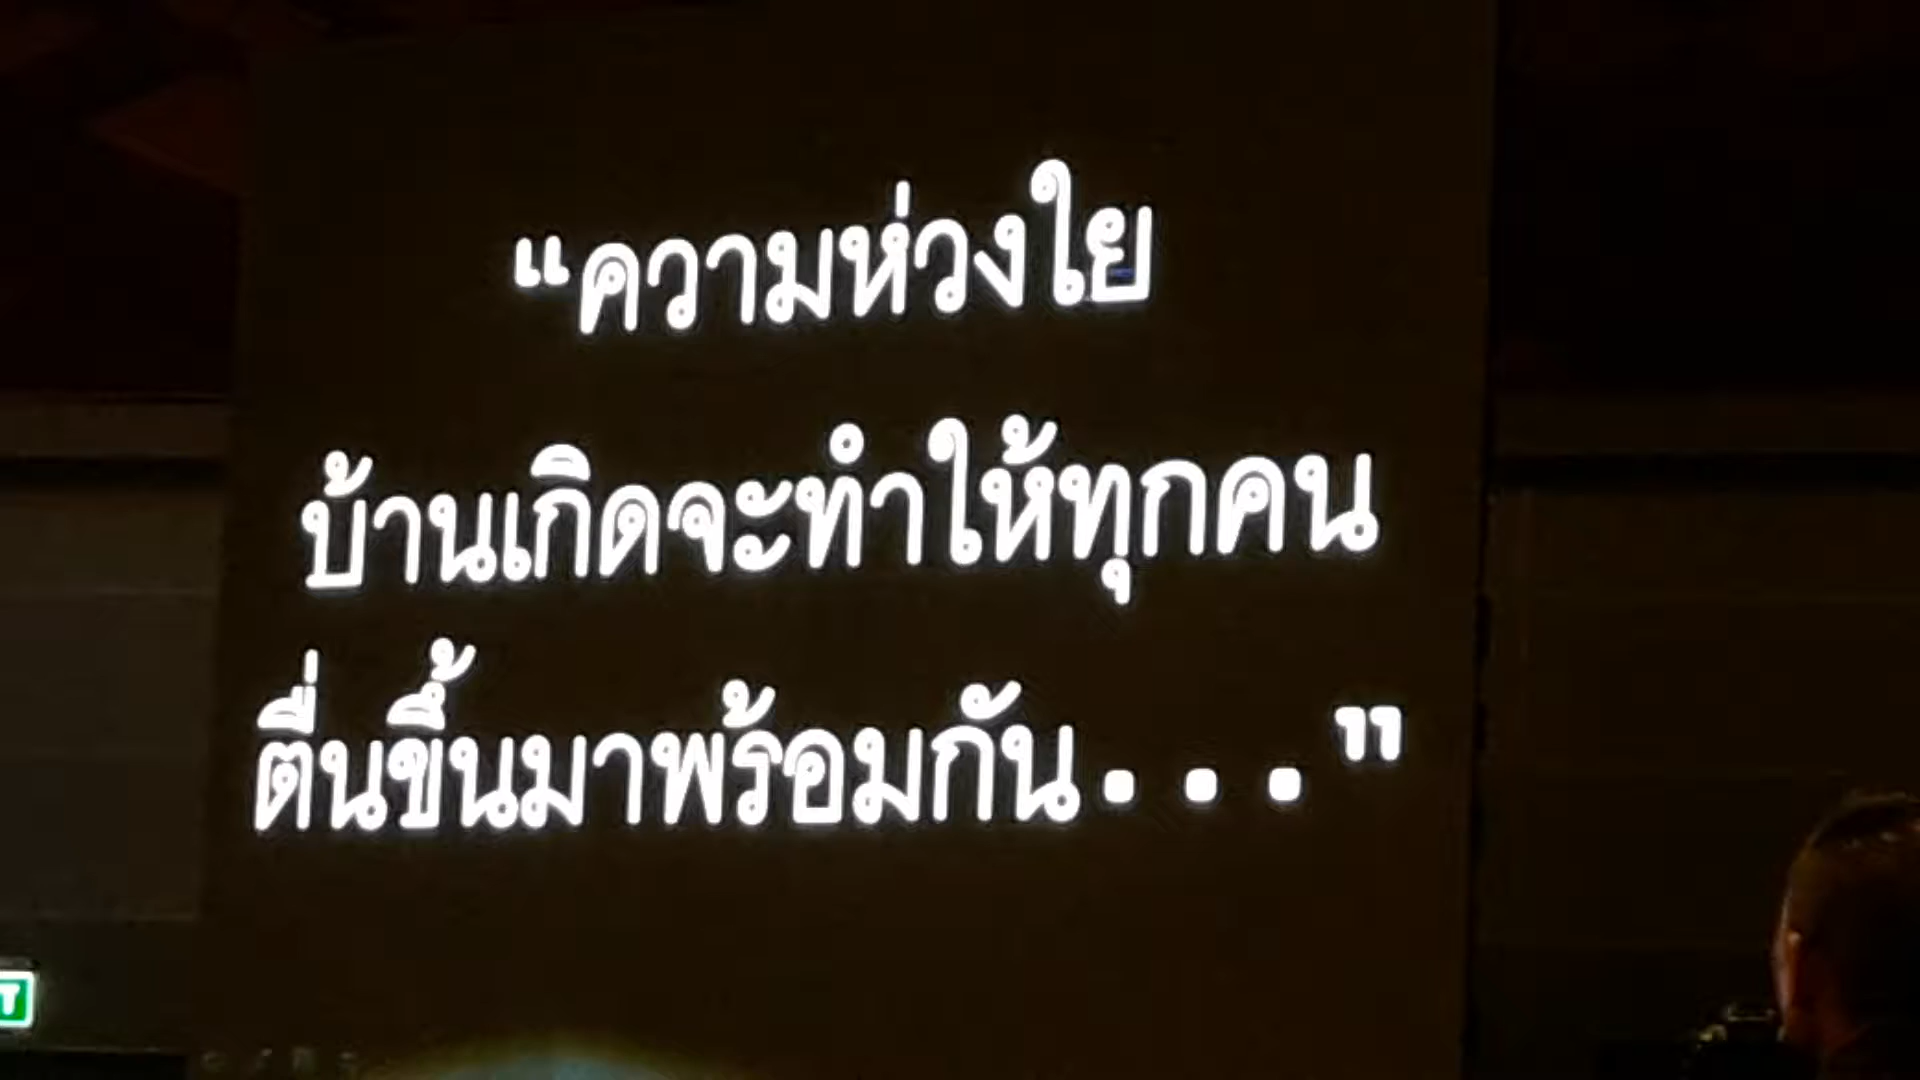 “ความห่วงใย
บ้านเกิดจะทำให้ทุกคน
ตื่นขึ้นมาพร้อมกัน...”
T